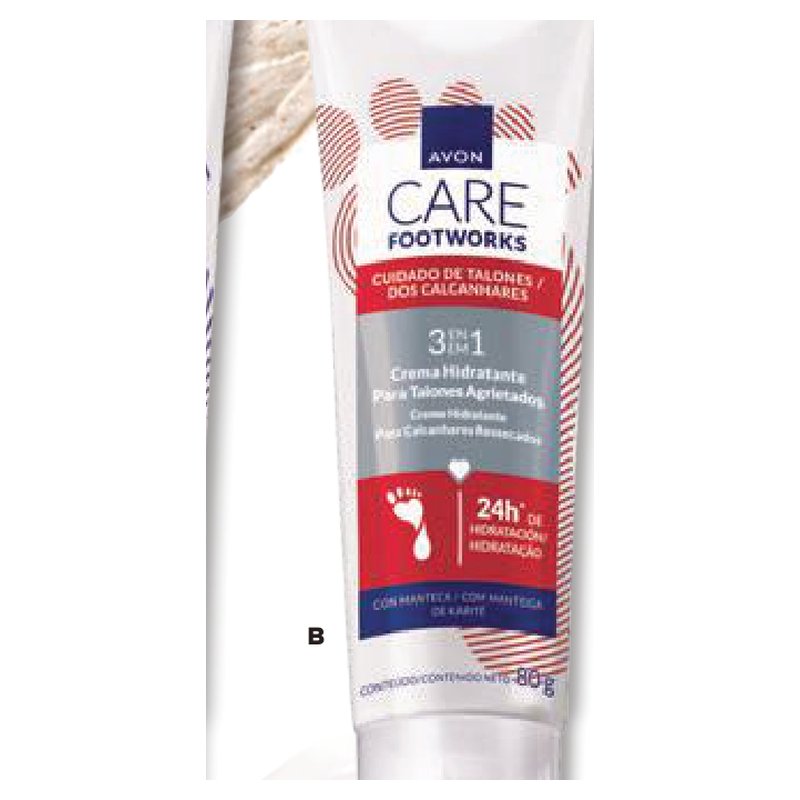 AVON
CARE
FOOTWORKS
CUIDADO DE TALONES /
DOS CALCANHARES
3 EN EM 1
Crema Hidratante
Para Talones Agrietados
Creme Hidratante
Para Calcanhares Ressecados
24h* DE
HIDRATACIÓN/
HIDRATAÇÃO
CON MANTECA / COM MANTEIGA
DE KARITÉ
B
CONTEÚDO/CONTENIDO NETO 80 g